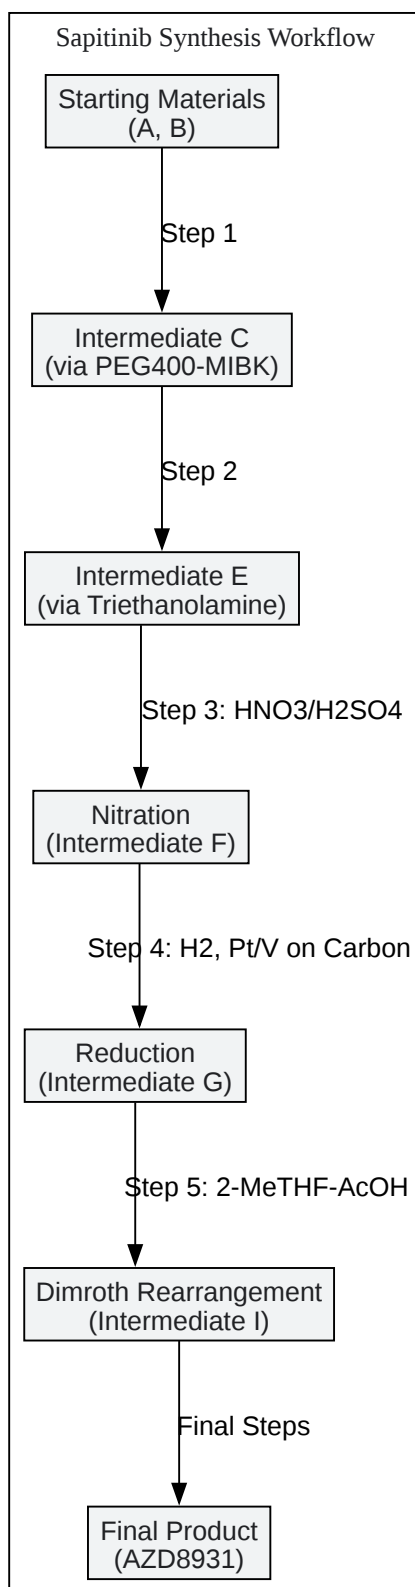 Sapitinib Synthesis Workflow
Starting Materials
(A, B)
Step 1
Intermediate C
(via PEG400-MIBK)
Step 2
Intermediate E
(via Triethanolamine)
Step 3: HNO3/H2SO4
Nitration
(Intermediate F)
Step 4: H2, Pt/V on Carbon
Reduction
(Intermediate G)
Step 5: 2-MeTHF-AcOH
Dimroth Rearrangement
(Intermediate I)
Final Steps
Final Product
(AZD8931)